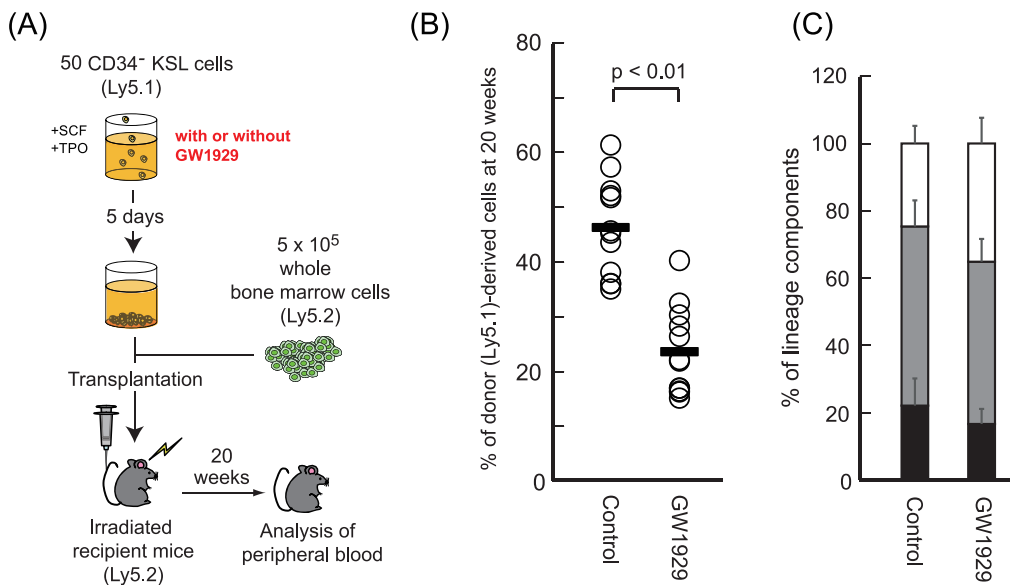 (A)
50 CD34⁻ KSL cells
(Ly5.1)
+SCF
+TPO
with or without
GW1929
5 days
5 x 10⁵
whole
bone marrow cells
(Ly5.2)
Transplantation
20
weeks
Irradiated
recipient mice
(Ly5.2)
Analysis of
peripheral blood
(B)
% of donor (Ly5.1)-derived cells at 20 weeks
80
60
40
20
0
p < 0.01
Control
GW1929
(C)
% of lineage components
120
100
80
60
40
20
0
Control
GW1929